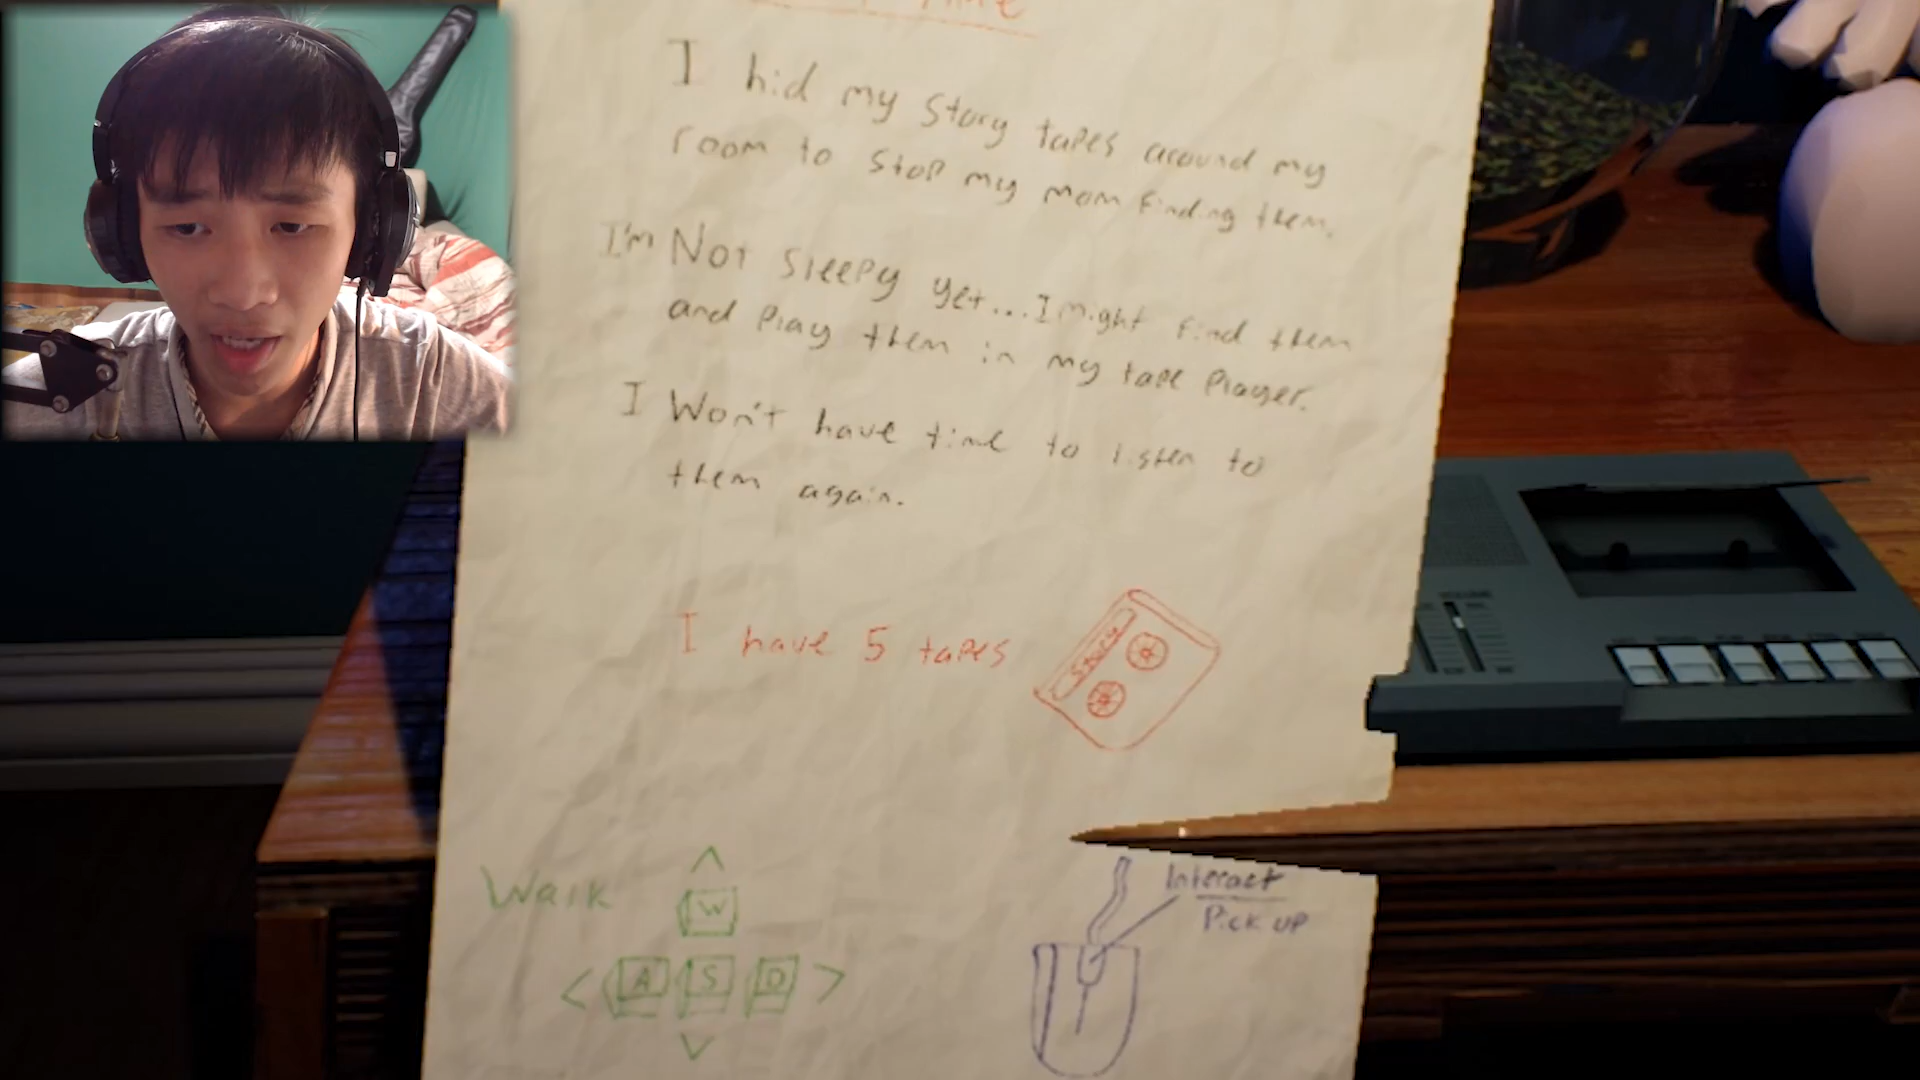 I hid my story tapes around my
room to stop my mom finding them.
I'm Not sleepy yet...I might find them
and play them in my tape player.
I Won't have time to listen to
them again.
I have 5 tapes
Story
Walk
W
A S D
Interact
Pick up
VOLUME